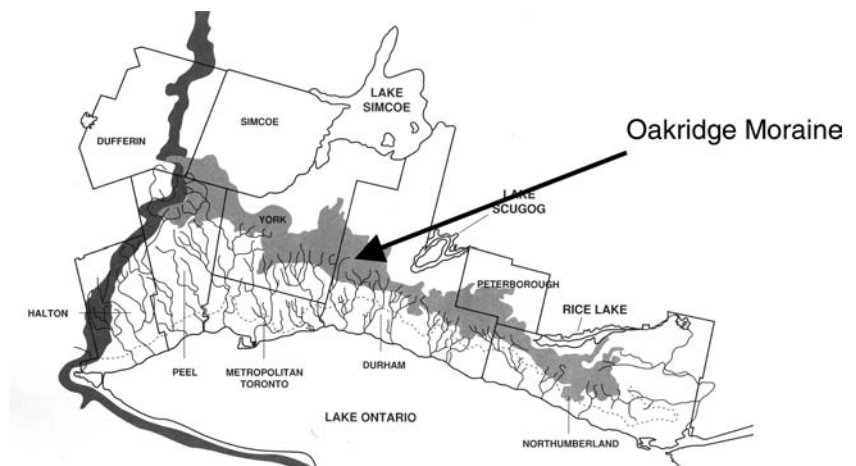 LAKE
SIMCOE
SIMCOE
DUFFERIN
Oakridge Moraine
LAKE
SCUGOG
YORK
PETERBOROUGH
HALTON
RICE LAKE
PEEL
METROPOLITAN
TORONTO
DURHAM
LAKE ONTARIO
NORTHUMBERLAND